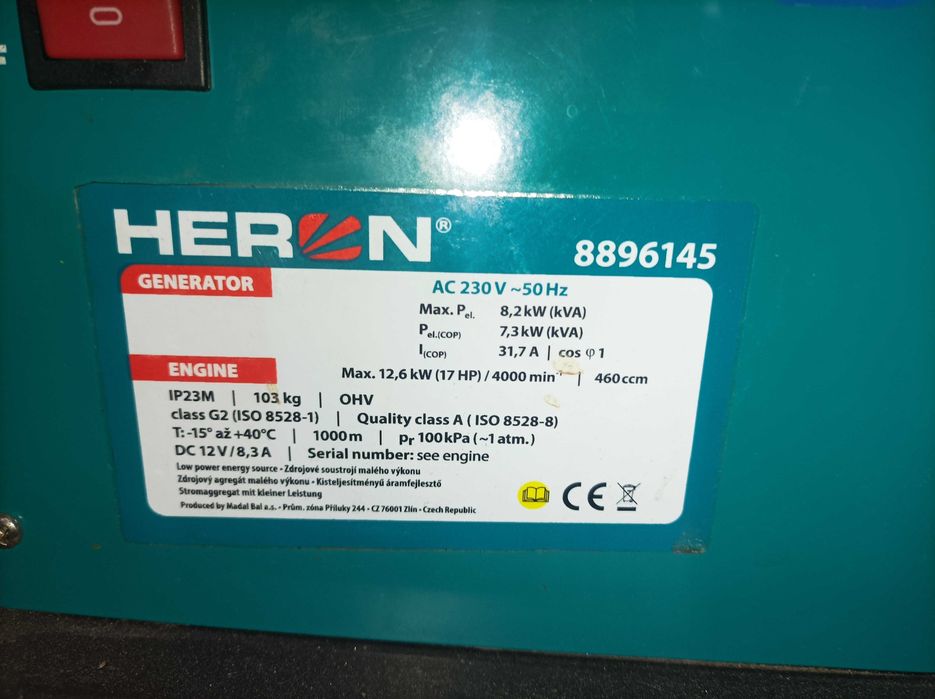 0
HERON®
8896145
GENERATOR
AC 230 V ~50 Hz
Max. Pel. 8,2 kW (kVA)
Pel.(COP) 7,3 kW (kVA)
I(COP) 31,7 A | cos φ 1
ENGINE
Max. 12,6 kW (17 HP) / 4000 min⁻¹ | 460 ccm
IP23M | 103 kg | OHV
class G2 (ISO 8528-1) | Quality class A ( ISO 8528-8)
T: -15° až +40°C | 1000 m | pr 100 kPa (~1 atm.)
DC 12 V / 8,3 A | Serial number: see engine
Low power energy source • Zdrojové soustrojí malého výkonu
Zdrojový agregát malého výkonu • Kisteljesítményű áramfejlesztő
Stromaggregat mit kleiner Leistung
Produced by Madal Bal a.s. • Prům. zóna Příluky 244 • CZ 76001 Zlín • Czech Republic
CE